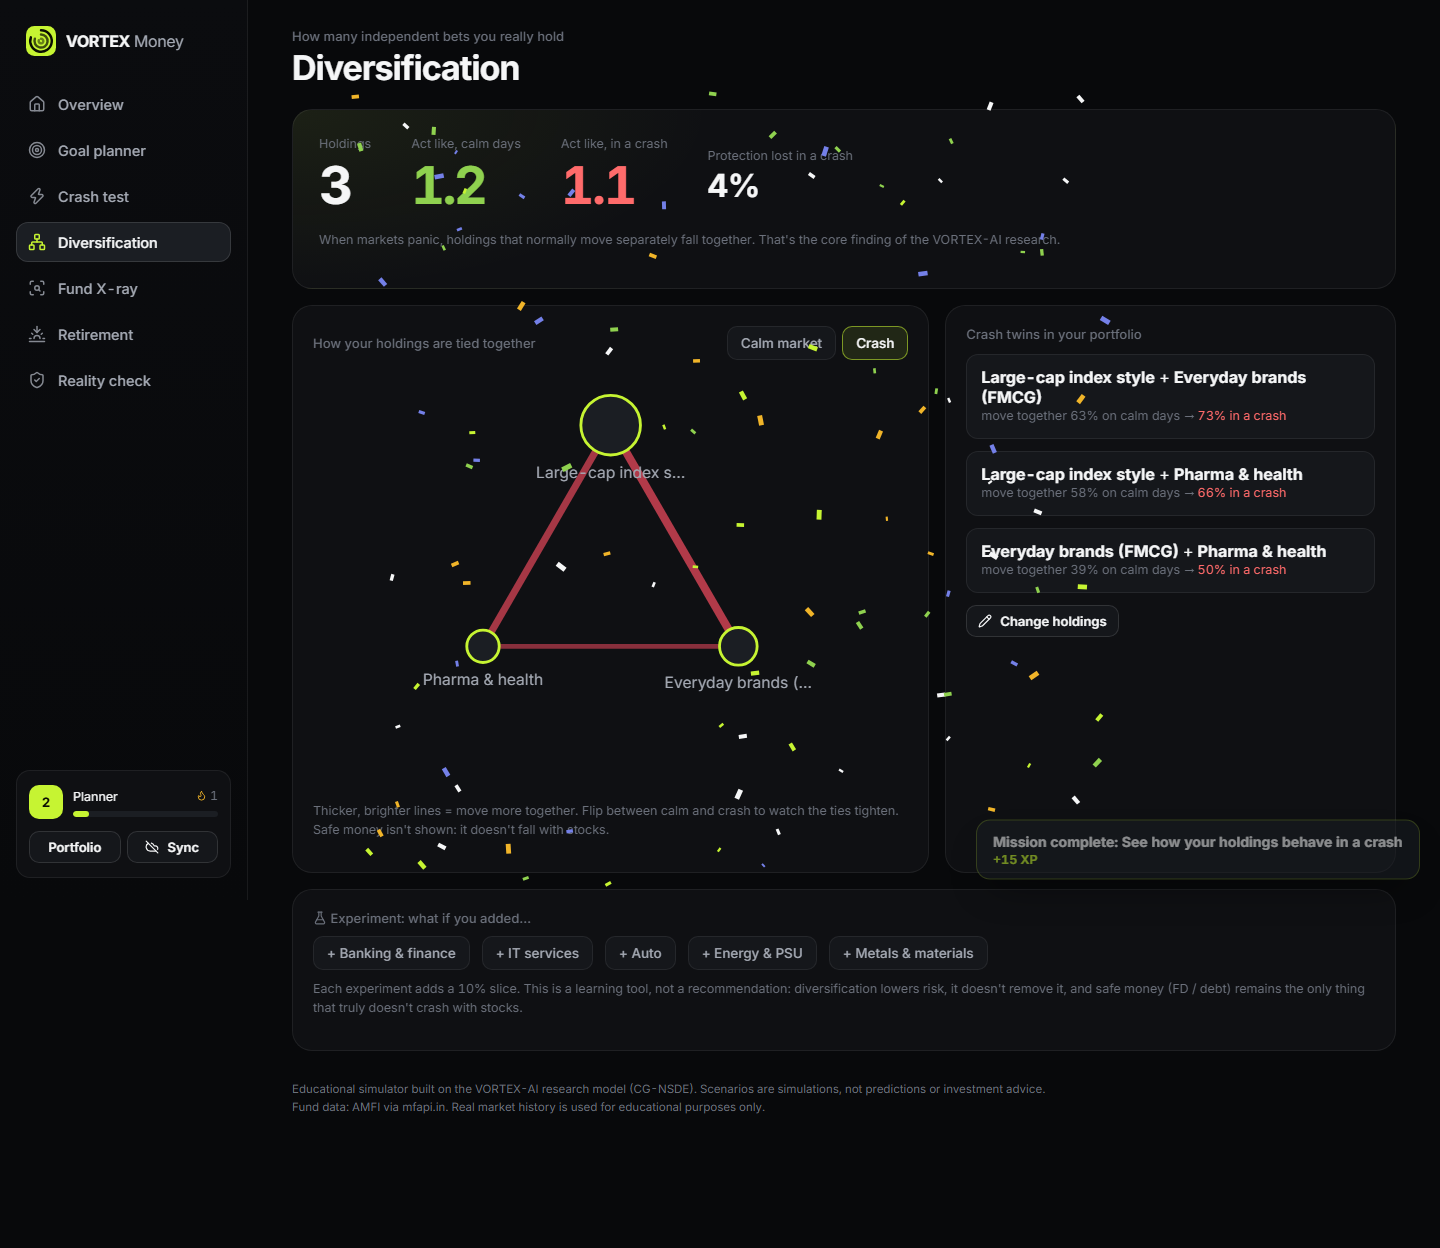 VORTEX Money
Overview
Goal planner
Crash test
Diversification
Fund X-ray
Retirement
Reality check
2
Planner
1
Portfolio
Sync
How many independent bets you really hold
Diversification
Holdings
3
Act like, calm days
1.2
Act like, in a crash
1.1
Protection lost in a crash
4%
When markets panic, holdings that normally move separately fall together. That's the core finding of the VORTEX-AI research.
How your holdings are tied together
Calm market
Crash
Large-cap index s...
Pharma & health
Everyday brands (...
Thicker, brighter lines = move more together. Flip between calm and crash to watch the ties tighten.
Safe money isn't shown: it doesn't fall with stocks.
Crash twins in your portfolio
Large-cap index style + Everyday brands
(FMCG)
move together 63% on calm days → 73% in a crash
Large-cap index style + Pharma & health
move together 58% on calm days → 66% in a crash
Everyday brands (FMCG) + Pharma & health
move together 39% on calm days → 50% in a crash
Change holdings
Mission complete: See how your holdings behave in a crash
+15 XP
Experiment: what if you added...
+ Banking & finance
+ IT services
+ Auto
+ Energy & PSU
+ Metals & materials
Each experiment adds a 10% slice. This is a learning tool, not a recommendation: diversification lowers risk, it doesn't remove it, and safe money (FD / debt) remains the only thing
that truly doesn't crash with stocks.
Educational simulator built on the VORTEX-AI research model (CG-NSDE). Scenarios are simulations, not predictions or investment advice.
Fund data: AMFI via mfapi.in. Real market history is used for educational purposes only.